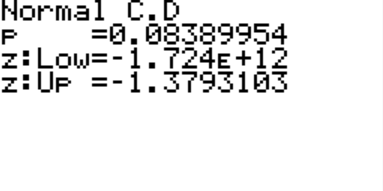 Normal C.D
p =0.08389954
z:Low=-1.724E+12
z:Up =-1.3793103